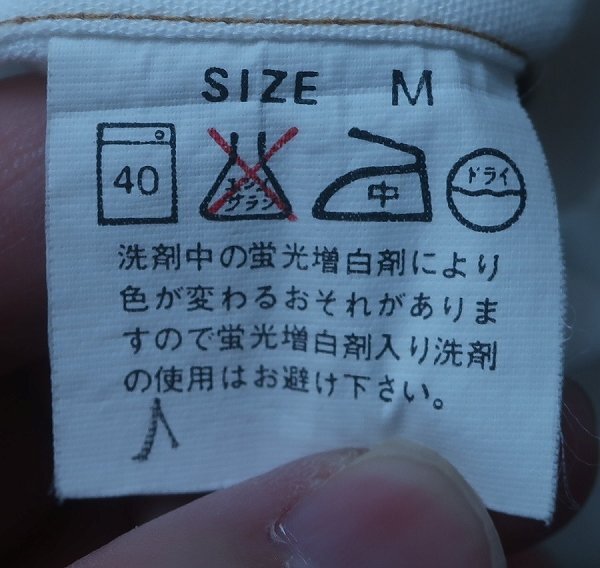 SIZE M
40 エンソサラシ 中 ドライ
洗剤中の蛍光増白剤により
色が変わるおそれがありま
すので蛍光増白剤入り洗剤
の使用はお避け下さい。